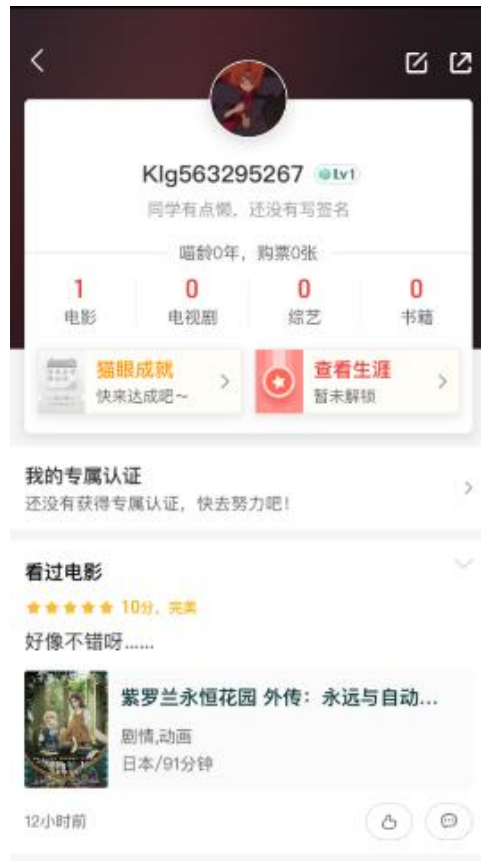 Klg563295267 Lv1
同学有点懒，还没有写签名
喵龄0年，购票0张
1 0 0 0
电影 电视剧 综艺 书籍
猫眼成就 查看生涯
快来达成吧～ 暂未解锁
我的专属认证
还没有获得专属认证，快去努力吧！
看过电影
10分，完美
好像不错呀……
紫罗兰永恒花园 外传：永远与自动...
剧情,动画
日本/91分钟
12小时前